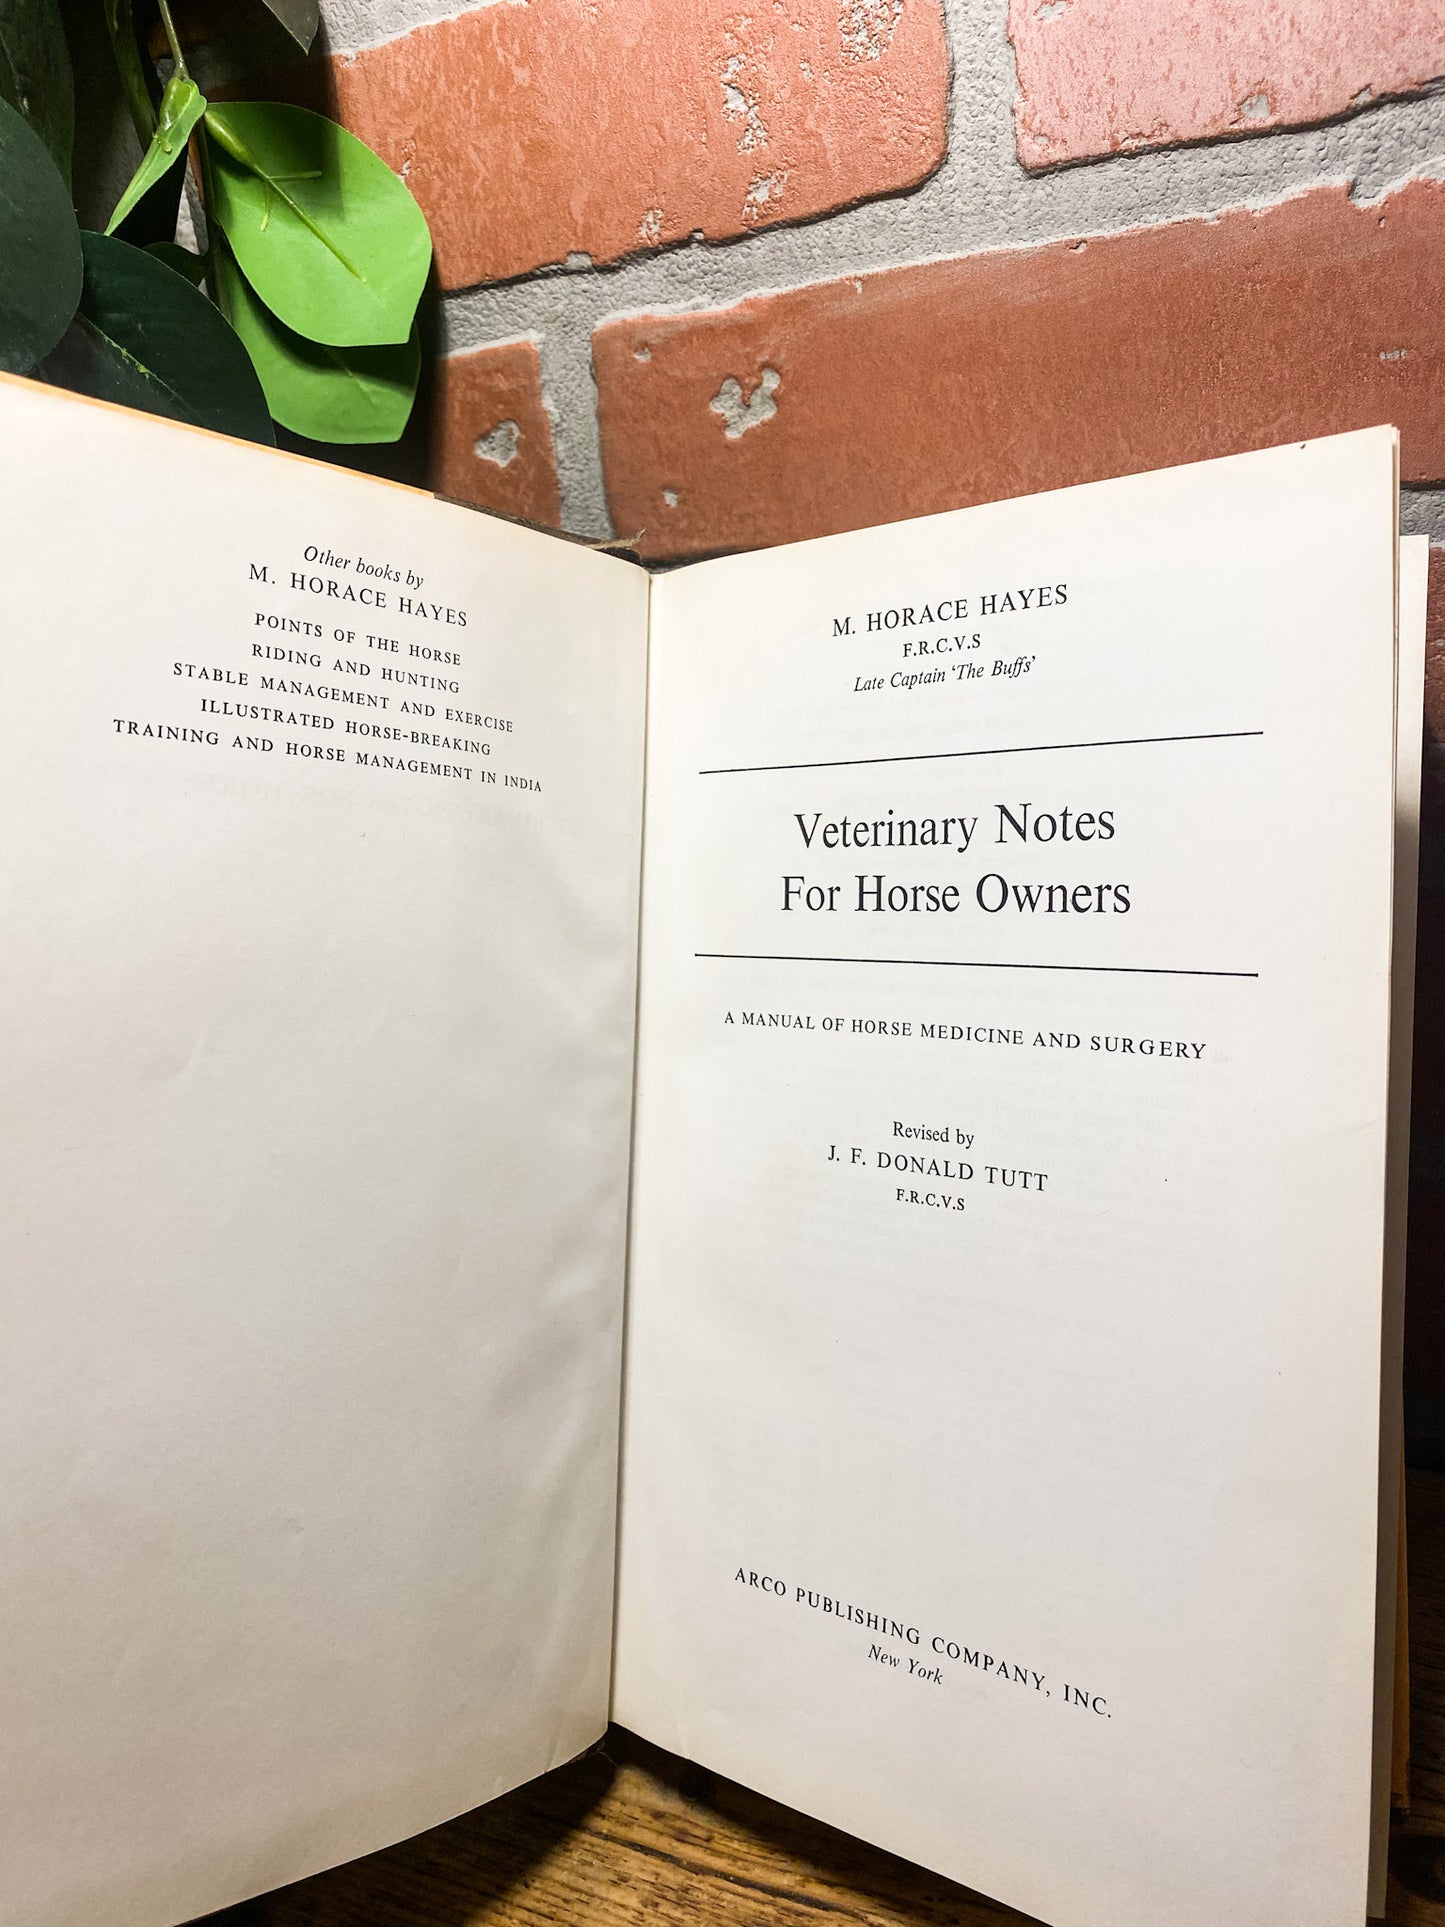 Other books by
M. HORACE HAYES
POINTS OF THE HORSE
RIDING AND HUNTING
STABLE MANAGEMENT AND EXERCISE
ILLUSTRATED HORSE-BREAKING
TRAINING AND HORSE MANAGEMENT IN INDIA
M. HORACE HAYES
F.R.C.V.S
Late Captain 'The Buffs'
Veterinary Notes
For Horse Owners
A MANUAL OF HORSE MEDICINE AND SURGERY
Revised by
J. F. DONALD TUTT
F.R.C.V.S
ARCO PUBLISHING COMPANY, INC.
New York